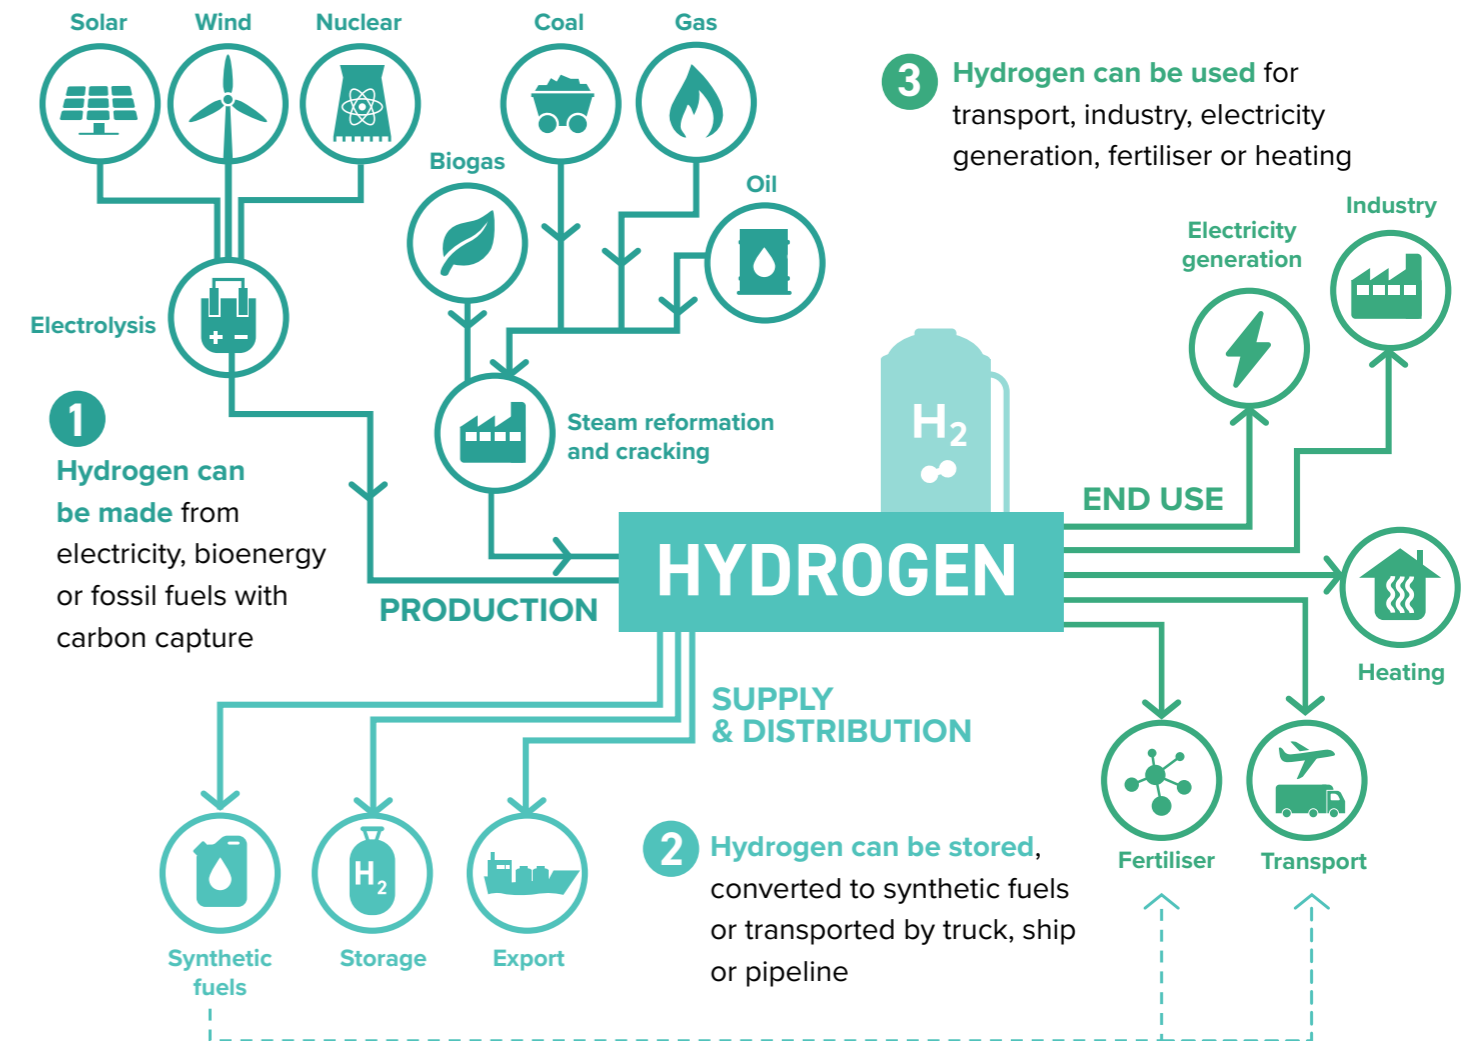 Solar
Wind
Nuclear
Coal
Gas
Biogas
Oil
Electrolysis
+ −
Steam reformation
and cracking
1
Hydrogen can
be made from
electricity, bioenergy
or fossil fuels with
carbon capture
PRODUCTION
H2
HYDROGEN
3
Hydrogen can be used for
transport, industry, electricity
generation, fertiliser or heating
Electricity
generation
Industry
END USE
Heating
Fertiliser
Transport
SUPPLY
& DISTRIBUTION
2
Hydrogen can be stored,
converted to synthetic fuels
or transported by truck, ship
or pipeline
H2
Synthetic
fuels
Storage
Export